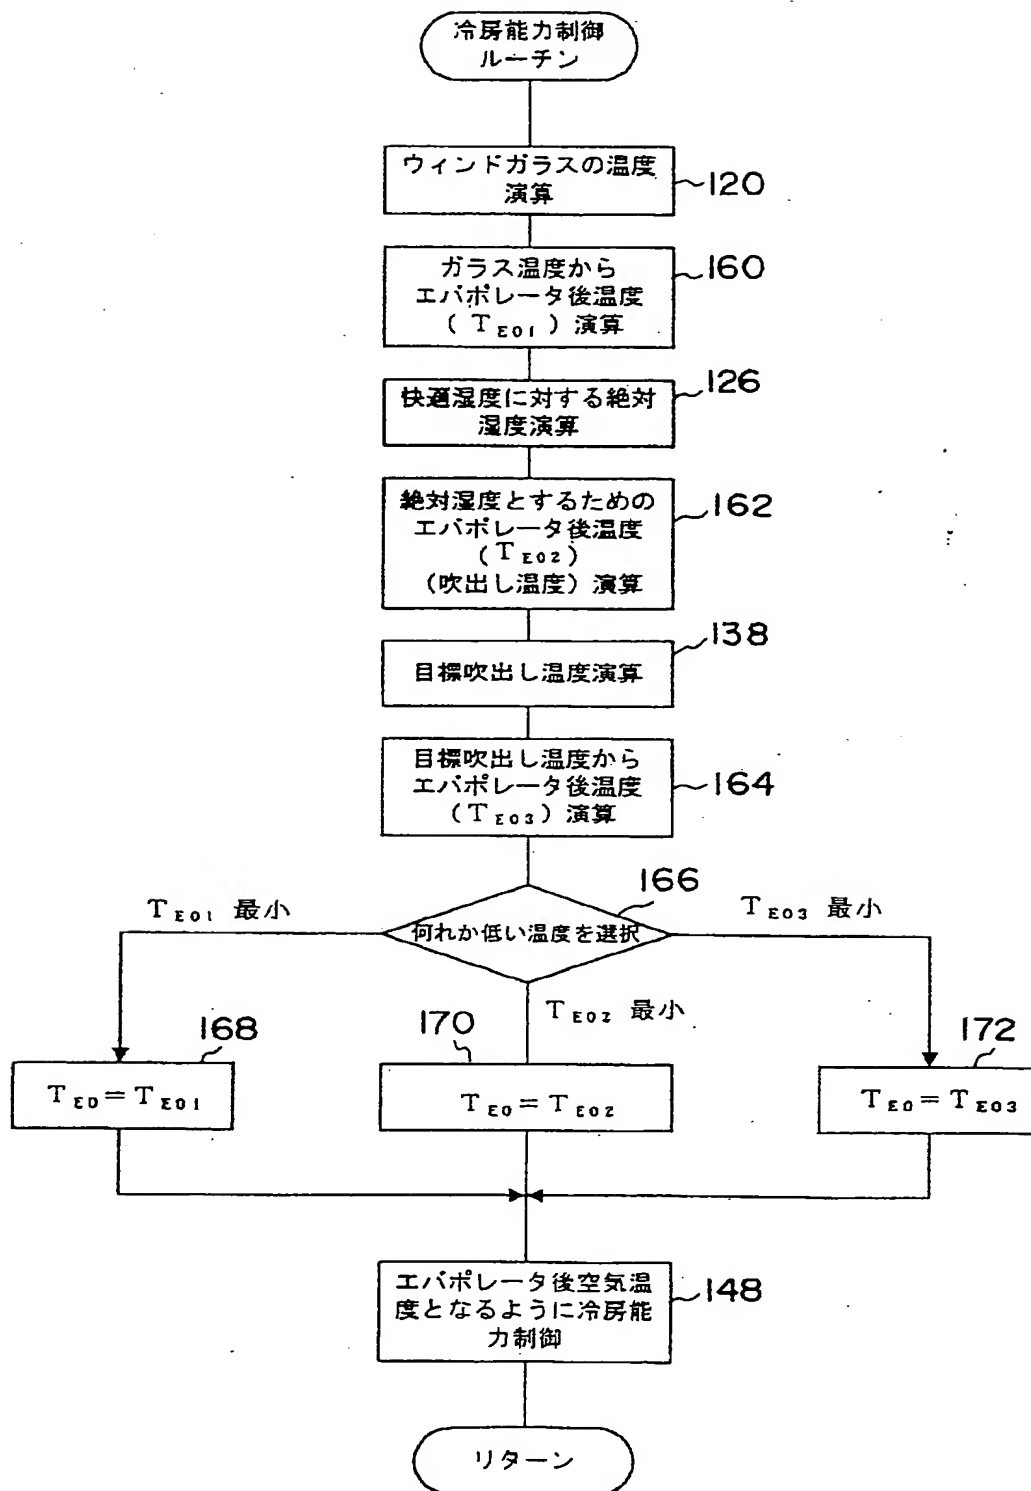 冷房能力制御
ルーチン
ウィンドガラスの温度
演算
120
ガラス温度から
エバポレータ後温度
(TE01)演算
160
快適湿度に対する絶対
湿度演算
126
絶対湿度とするための
エバポレータ後温度
(TE02)
(吹出し温度)演算
162
目標吹出し温度演算
138
目標吹出し温度から
エバポレータ後温度
(TE03)演算
164
何れか低い温度を選択
166
TE01 最小
TE02 最小
TE03 最小
TE0=TE01
168
TE0=TE02
170
TE0=TE03
172
エバポレータ後空気温
度となるように冷房能
力制御
148
リターン